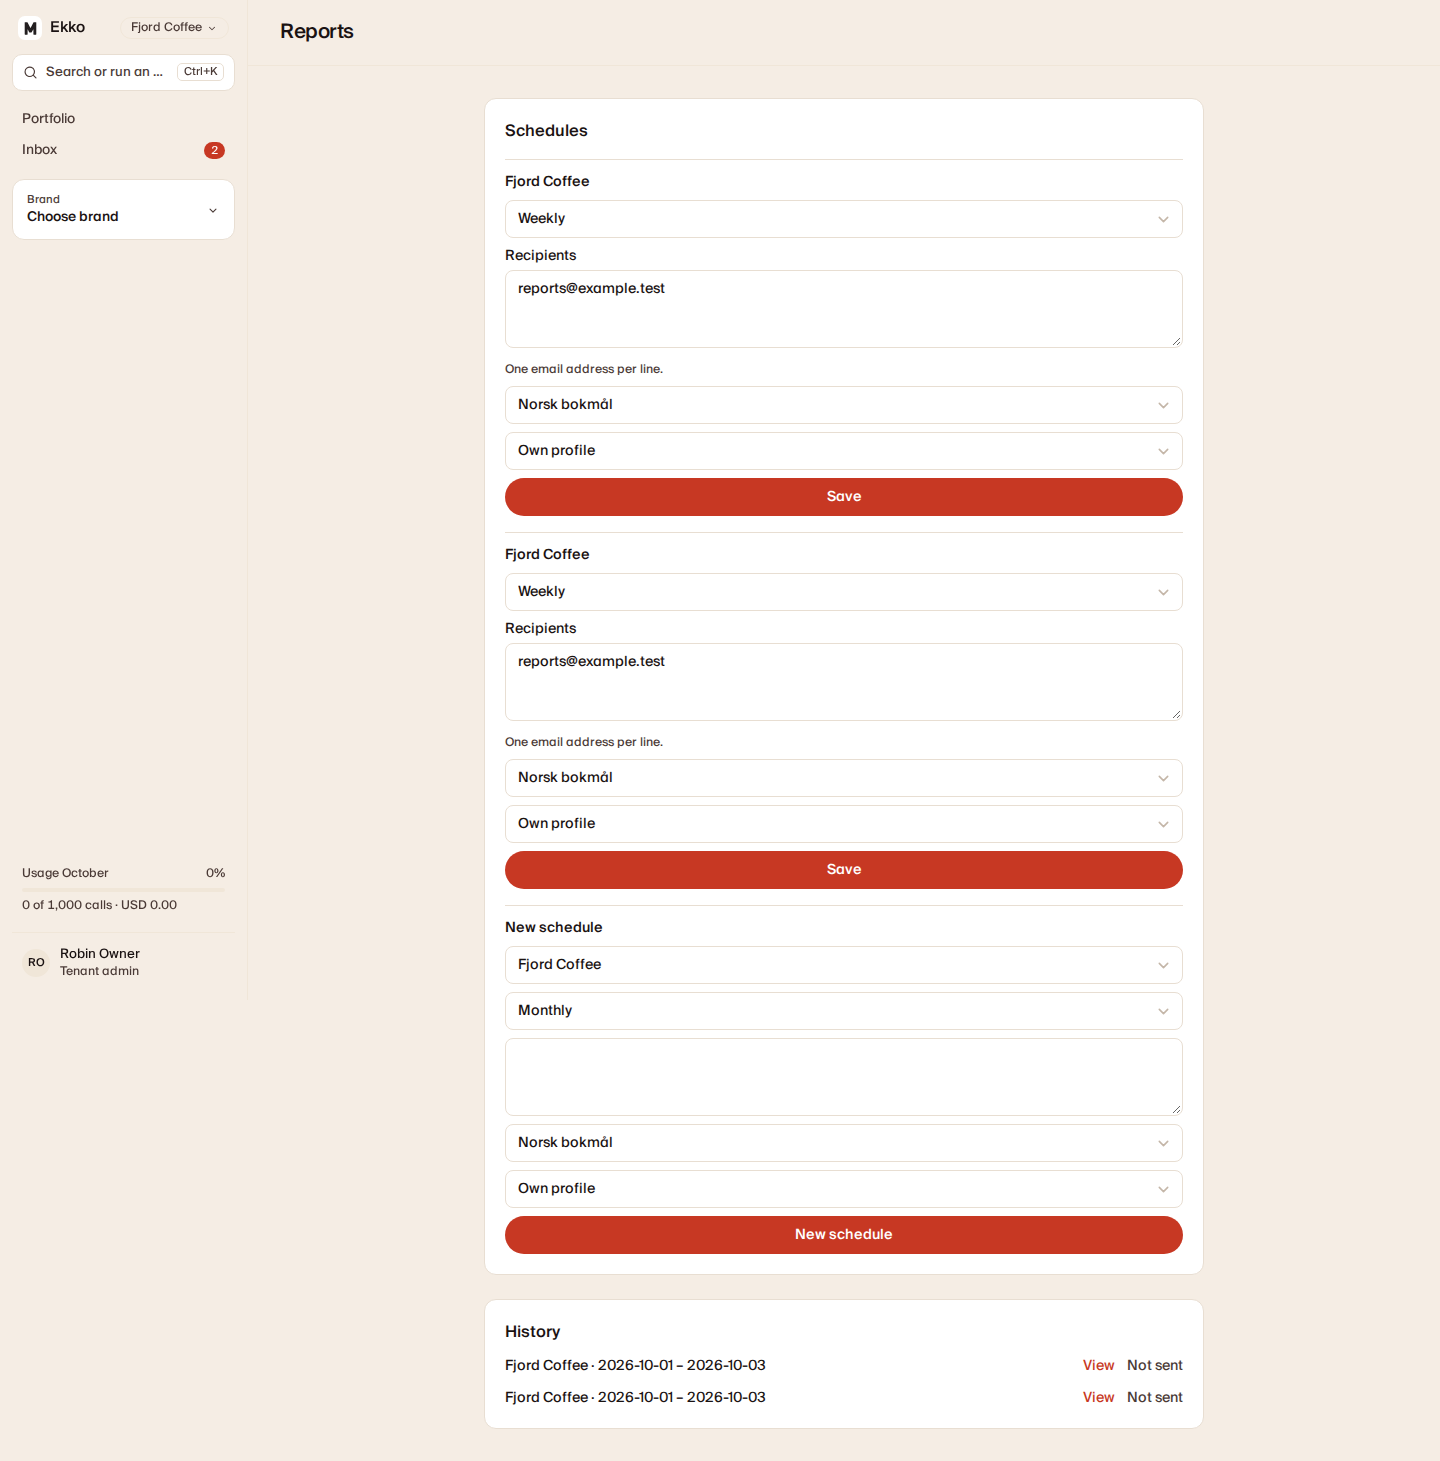 Ekko
Fjord Coffee
Search or run an ...
Ctrl+K
Portfolio
Inbox
2
Brand
Choose brand
Usage October
0%
0 of 1,000 calls · USD 0.00
RO
Robin Owner
Tenant admin
Reports
Schedules
Fjord Coffee
Weekly
Recipients
reports@example.test
One email address per line.
Norsk bokmål
Own profile
Save
Fjord Coffee
Weekly
Recipients
reports@example.test
One email address per line.
Norsk bokmål
Own profile
Save
New schedule
Fjord Coffee
Monthly
Norsk bokmål
Own profile
New schedule
History
Fjord Coffee · 2026-10-01 – 2026-10-03
View
Not sent
Fjord Coffee · 2026-10-01 – 2026-10-03
View
Not sent